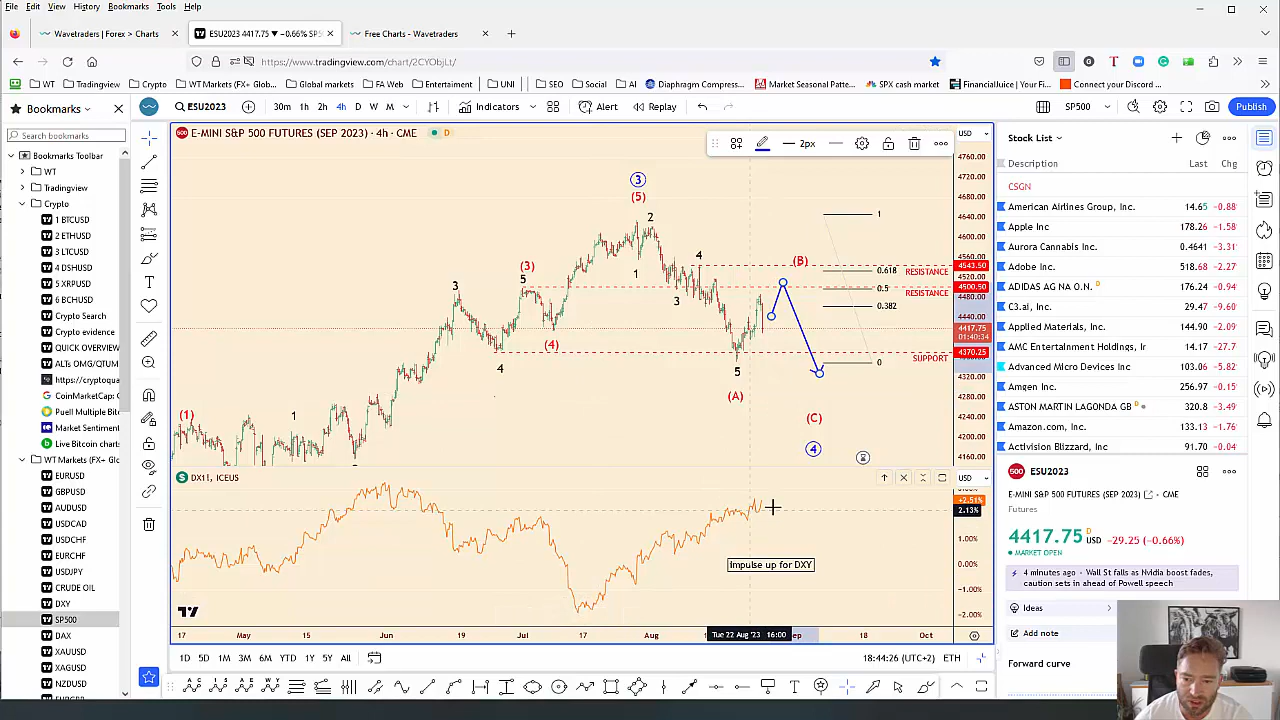 File Edit View History Bookmarks Tools Help
Wavetraders | Forex > Charts
ESU2023 4417.75 ▼ −0.66% SP50
Free Charts - Wavetraders
https://www.tradingview.com/chart/2CYObjLt/
WT Tradingview Crypto WT Markets (FX+ Glob... Global markets FA Web Entertainment UNI SEO Social LA Diaphragm Compress... Market Seasonal Patte... SPX cash market FinancialJuice | Your Fi... Connect your Discord ...
Bookmarks
ESU2023 30m 1h 2h 4h D W M Indicators Alert Replay SP500 Publish
Search bookmarks
Bookmarks Toolbar
WT
Tradingview
Crypto
1 BTCUSD
2 ETHUSD
3 LTCUSD
4 DSHUSD
5 XRPUSD
6 BCHUSD
Crypto Search
Crypto evidence
QUICK OVERVIEW...
ALTs OMG/QTUM...
https://cryptoqua...
CoinMarketCap: C
Puell Multiple Bit
Market Sentiment
Live Bitcoin charts
WT Markets (FX+ Glob
EURUSD
GBPUSD
AUDUSD
USDCAD
EURCHF
USDJPY
CRUDE OIL
DXY
SP500
DAX
XAUUSD
XAGUSD
NZDUSD
E-MINI S&P 500 FUTURES (SEP 2023) · 4h · CME
D
2px
USD
4760.00
4720.00
4680.00
4640.00
4600.00
4560.00
4543.50
4500.50
4480.00
4440.00
4417.75
01:40:34
4370.25
4320.00
4280.00
4240.00
4200.00
4160.00
3
(5)
2
1
4
3
(3)
5
3
4
(4)
(1)
1
5
(A)
(B)
(C)
4
1
0.618
0.5
0.382
0
RESISTANCE
RESISTANCE
SUPPORT
DX1!, ICEUS
USD
+2.51%
2.13%
1.00%
0.00%
−1.00%
−2.00%
Impulse up for DXY
17 May 15 Jun 19 Jul 17 Aug Tue 22 Aug '23 16:00 ep 18 Oct
1D 5D 1M 3M 6M YTD 1Y 5Y All
18:44:26 (UTC+2) ETH
Stock List
Description Last Chg
CSGN
American Airlines Group, Inc. 14.65 −0.88
Apple Inc 178.26 −1.58
Aurora Cannabis Inc. 0.4641 −3.31
Adobe Inc. 518.68 −2.7
ADIDAS AG NA O.N. D 176.24 −0.94
C3.ai, Inc. 29.47 −9.60
Applied Materials, Inc. 144.90 −2.09
AMC Entertainment Holdings, Ir 14.17 −27.7
Advanced Micro Devices Inc 103.06 −5.82
Amgen Inc. 256.97 −0.15
ASTON MARTIN LAGONDA GB D 320.8 −3.49
Amazon.com, Inc. 133.13 −1.76
Activision Blizzard, Inc 91.70 −0.04
ESU2023
E-MINI S&P 500 FUTURES (SEP 2023) · CME
Futures
4417.75 D USD −29.25 (−0.66%)
MARKET OPEN
4 minutes ago · Wall St falls as Nvidia boost fades,
caution sets in ahead of Powell speech
Ideas
Add note
Forward curve